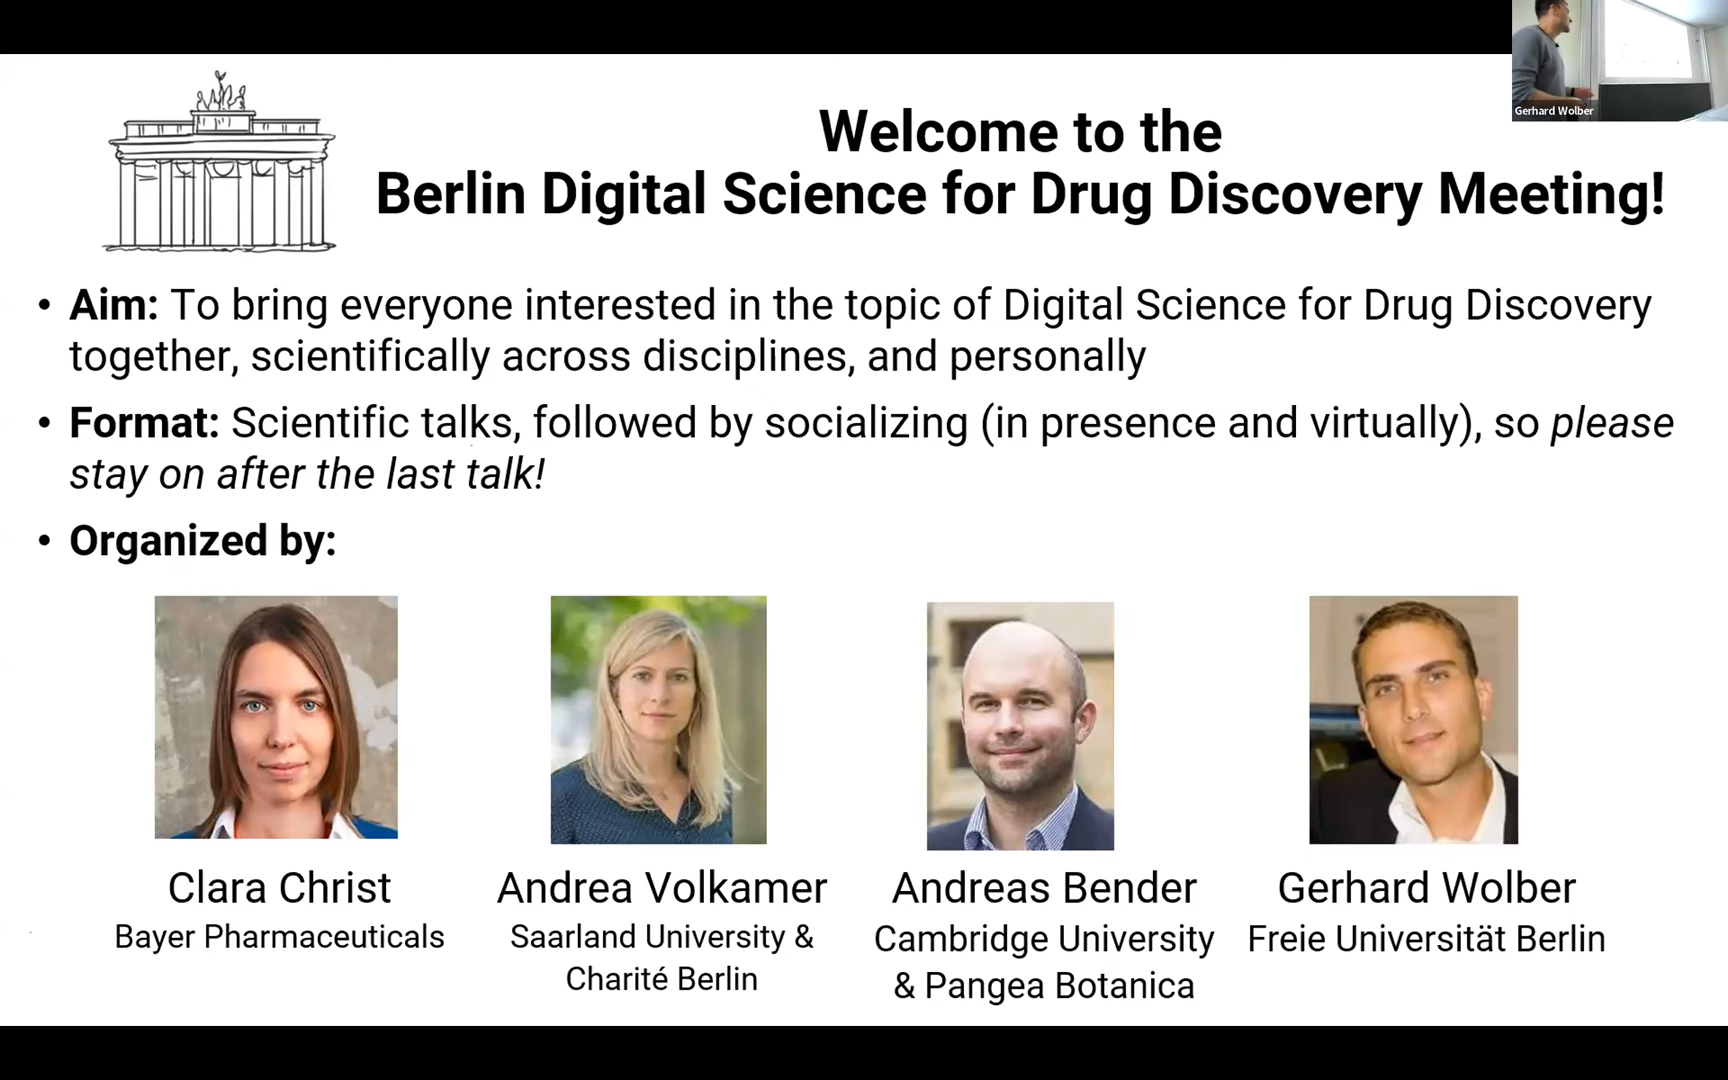 Gerhard Wolber
Welcome to the
Berlin Digital Science for Drug Discovery Meeting!
• Aim: To bring everyone interested in the topic of Digital Science for Drug Discovery
together, scientifically across disciplines, and personally
• Format: Scientific talks, followed by socializing (in presence and virtually), so please
stay on after the last talk!
• Organized by:
Clara Christ
Bayer Pharmaceuticals
Andrea Volkamer
Saarland University &
Charité Berlin
Andreas Bender
Cambridge University
& Pangea Botanica
Gerhard Wolber
Freie Universität Berlin